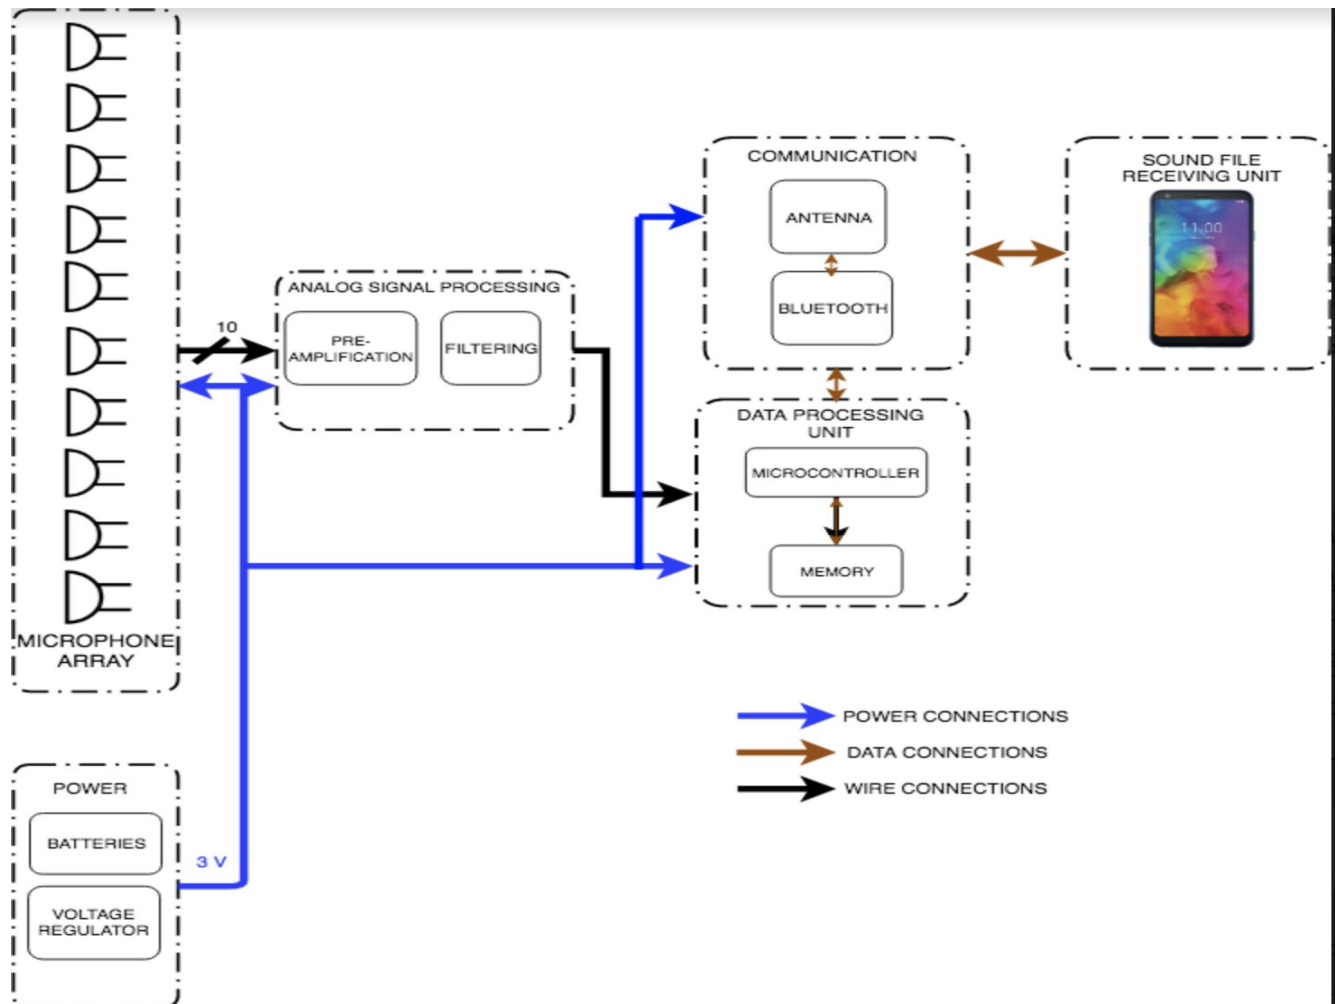 COMMUNICATION
ANTENNA
BLUETOOTH
SOUND FILE
RECEIVING UNIT
11:00
10
ANALOG SIGNAL PROCESSING
PRE-
AMPLIFICATION
FILTERING
DATA PROCESSING
UNIT
MICROCONTROLLER
MEMORY
MICROPHONE
ARRAY
POWER CONNECTIONS
DATA CONNECTIONS
WIRE CONNECTIONS
POWER
BATTERIES
3 V
VOLTAGE
REGULATOR